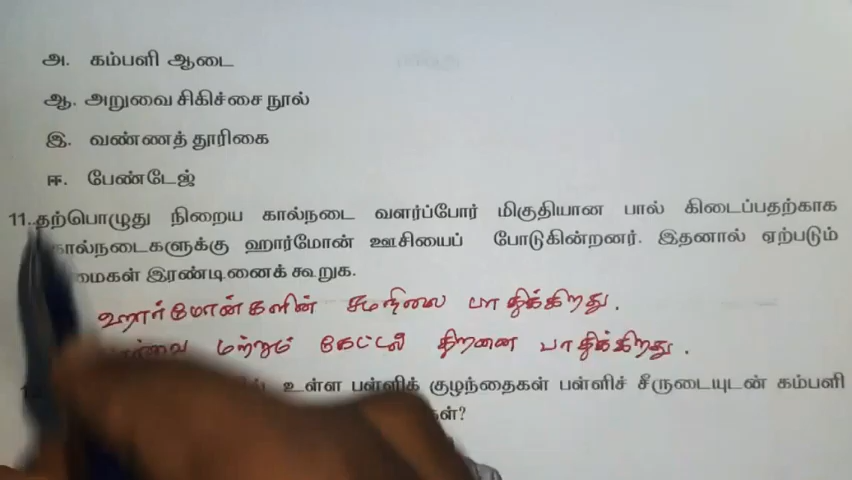 அ. கம்பளி ஆடை
ஆ. அறுவை சிகிச்சை நூல்
இ. வண்ணத் தூரிகை
ஈ. பேண்டேஜ்
11..தற்பொழுது நிறைய கால்நடை வளர்ப்போர் மிகுதியான பால் கிடைப்பதற்காக
கால்நடைகளுக்கு ஹார்மோன் ஊசியைப் போடுகின்றனர். இதனால் ஏற்படும்
இரண்டினைக் கூறுக.
ஹார்மோன்களின் சமநிலை பாதிக்கிறது.
மற்றும் கேட்டல் திறனை பாதிக்கிறது.
உள்ள பள்ளிக் குழந்தைகள் பள்ளிச் சீருடையுடன் கம்பளி